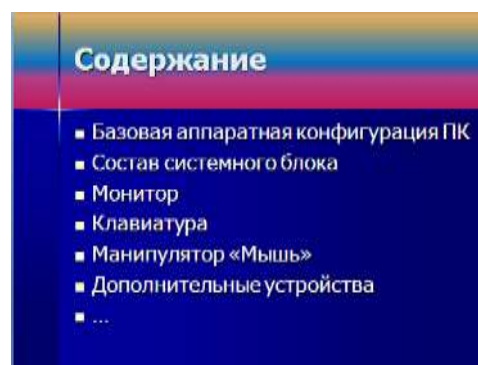 Содержание
Базовая аппаратная конфигурация ПК
Состав системного блока
Монитор
Клавиатура
Манипулятор «Мышь»
Дополнительные устройства
...